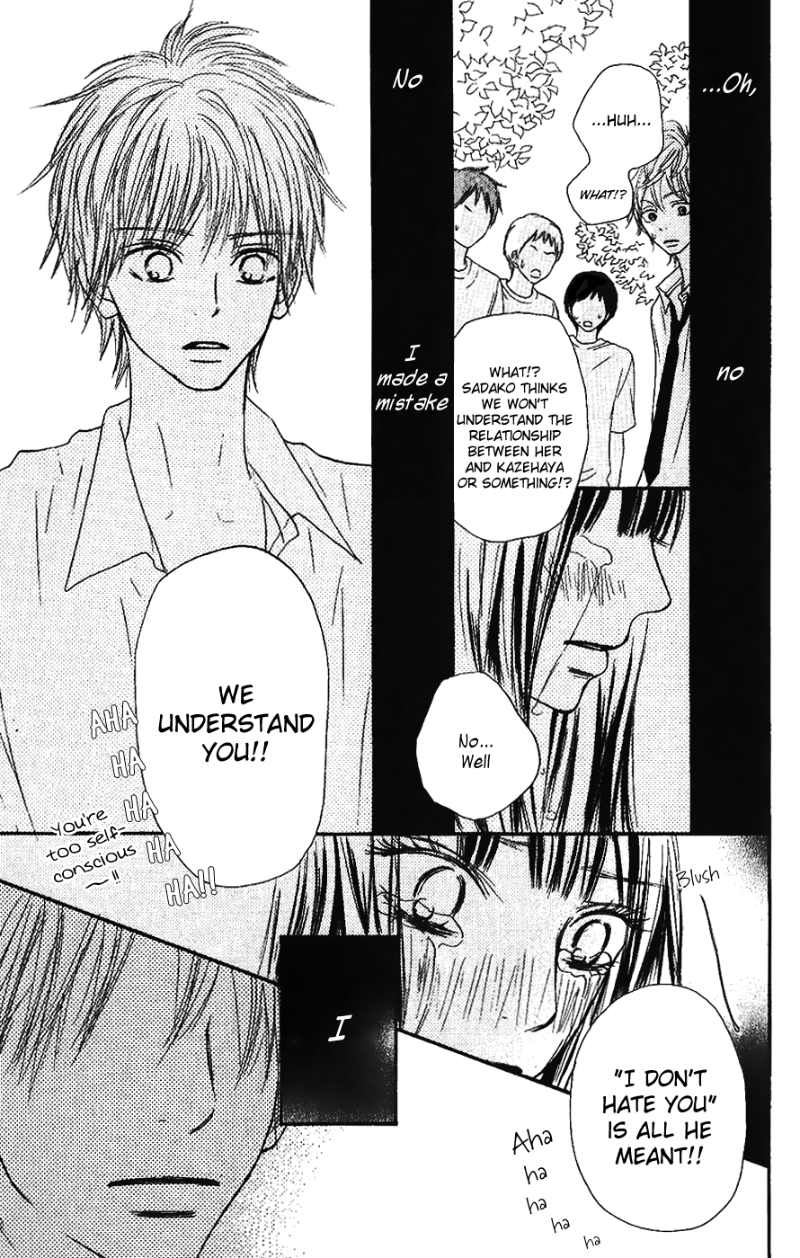 ...Oh,
no
...HUH...
WHAT!?
WHAT!?
SADAKO THINKS
WE WON'T
UNDERSTAND THE
RELATIONSHIP
BETWEEN HER
AND KAZEHAYA
OR SOMETHING!?
No...
Well
No
I
made a
mistake
WE
UNDERSTAND
YOU!!
AHA
HA
HA
HA
HA!!
You're
too self-
conscious
~!!
Blush
"I DON'T
HATE YOU"
IS ALL HE
MEANT!!
Aha
ha
ha
ha
ha
I